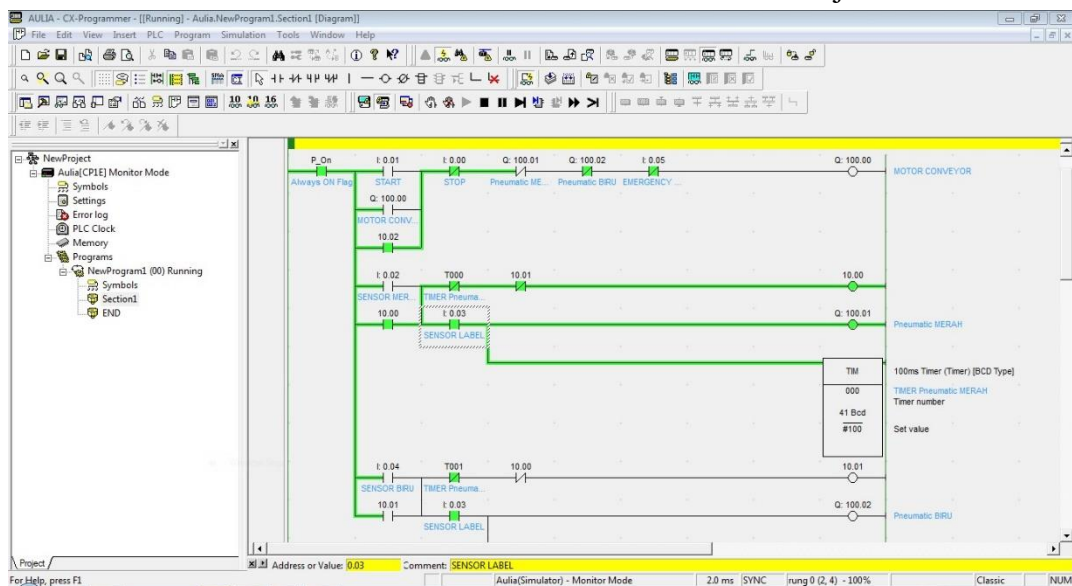 AULIA - CX-Programmer - [[Running] - Aulia.NewProgram1.Section1 [Diagram]]
File Edit View Insert PLC Program Simulation Tools Window Help
10 16
NewProject
Aulia[CP1E] Monitor Mode
Symbols
Settings
Error log
PLC Clock
Memory
Programs
NewProgram1 (00) Running
Symbols
Section1
END
Project
P_On I: 0.01 I: 0.00 Q: 100.01 Q: 100.02 I: 0.05 Q: 100.00
Always ON Flag START STOP Pneumatic ME... Pneumatic BIRU EMERGENCY ... MOTOR CONVEYOR
Q: 100.00
MOTOR CONV...
10.02
I: 0.02 T000 10.01 10.00
SENSOR MER... TIMER Pneuma...
10.00 I: 0.03 Q: 100.01
SENSOR LABEL Pneumatic MERAH
TIM 100ms Timer (Timer) [BCD Type]
000 TIMER Pneumatic MERAH
Timer number
41 Bcd
#100 Set value
I: 0.04 T001 10.00 10.01
SENSOR BIRU TIMER Pneuma...
10.01 I: 0.03 Q: 100.02
SENSOR LABEL Pneumatic BIRU
Address or Value: 0.03 Comment: SENSOR LABEL
For Help, press F1 Aulia(Simulator) - Monitor Mode 2.0 ms SYNC rung 0 (2, 4) - 100% Classic NUM